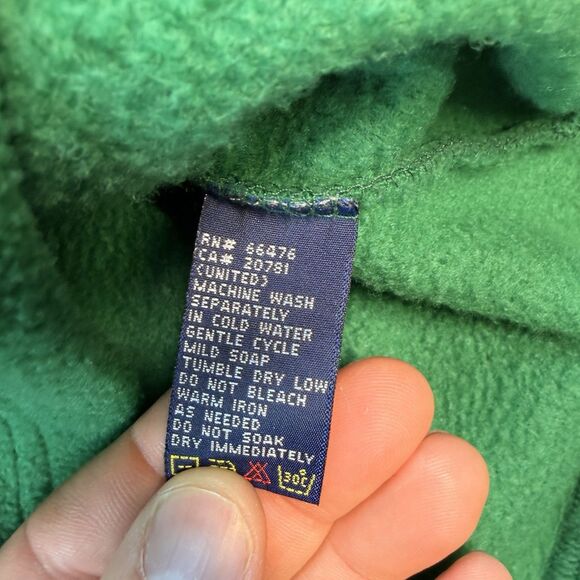 RN# 66476
CA# 20781
(UNITED)
MACHINE WASH
SEPARATELY
IN COLD WATER
GENTLE CYCLE
MILD SOAP
TUMBLE DRY LOW
DO NOT BLEACH
WARM IRON
AS NEEDED
DO NOT SOAK
DRY IMMEDIATELY
30°C